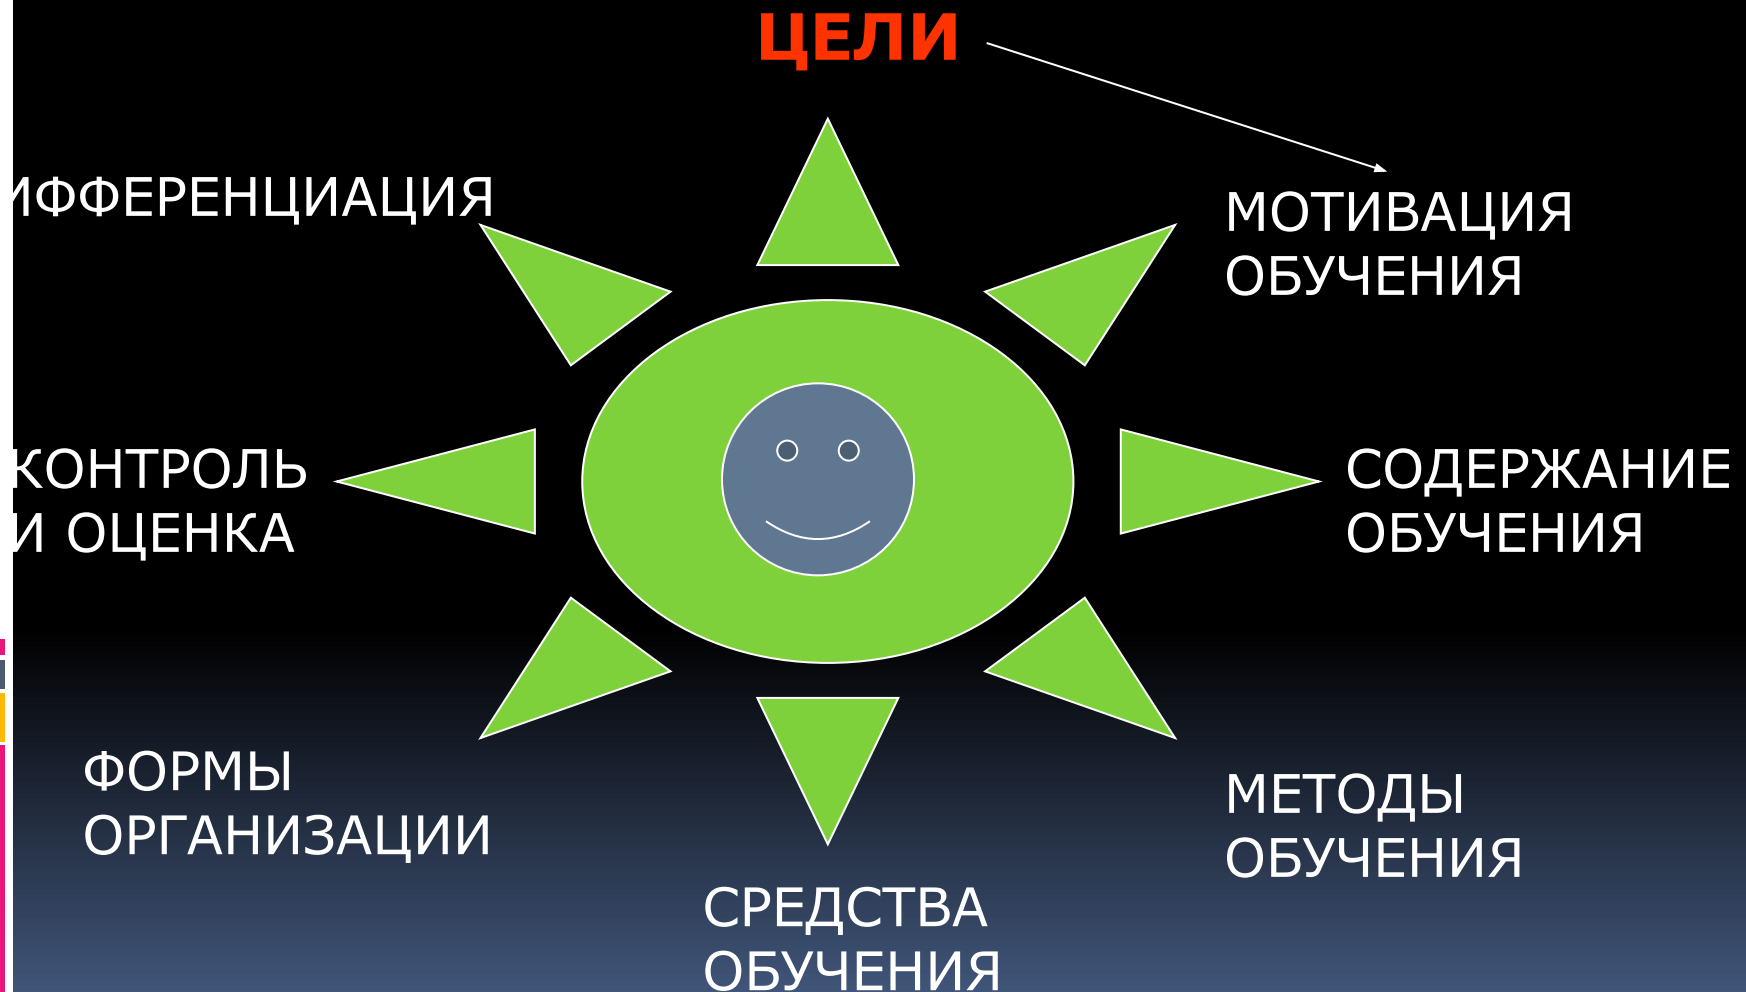 ЦЕЛИ
ИФФЕРЕНЦИАЦИЯ
МОТИВАЦИЯ
ОБУЧЕНИЯ
КОНТРОЛЬ
И ОЦЕНКА
СОДЕРЖАНИЕ
ОБУЧЕНИЯ
ФОРМЫ
ОРГАНИЗАЦИИ
МЕТОДЫ
ОБУЧЕНИЯ
СРЕДСТВА
ОБУЧЕНИЯ